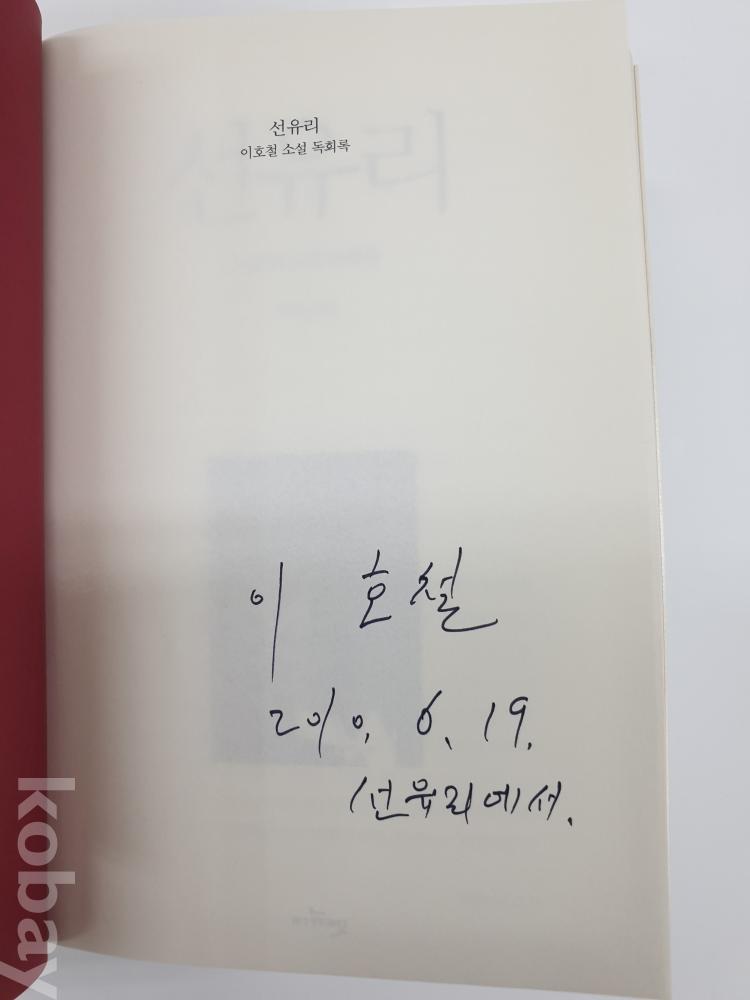 선유리
이호철 소설 독회록
이 호철
2010. 6. 19.
선유리에서.
kobay